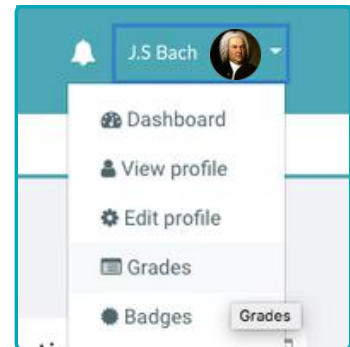 J.S Bach
Dashboard
View profile
Edit profile
Grades
Badges
Grades